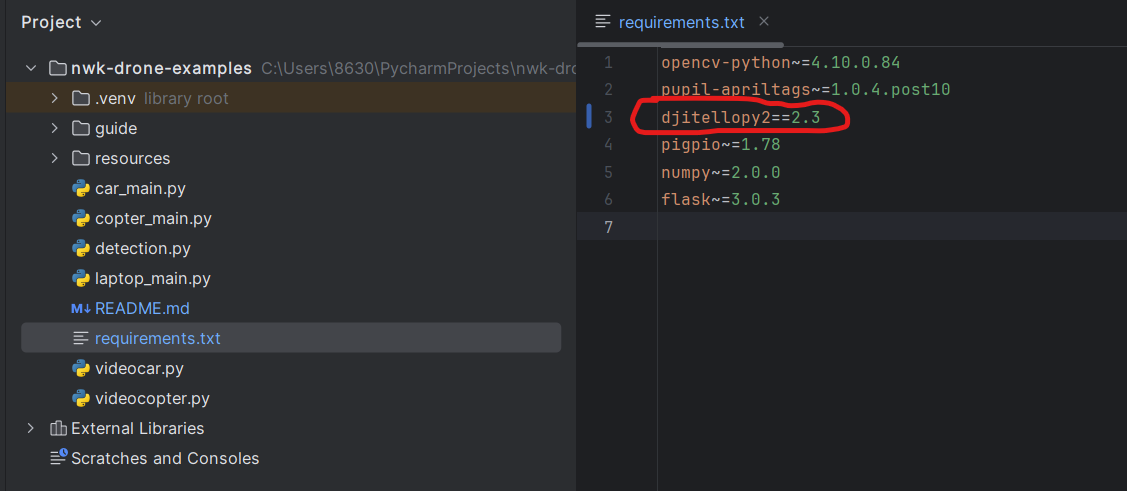 Project
nwk-drone-examples C:\Users\8630\PycharmProjects\nwk-dro
.venv library root
guide
resources
car_main.py
copter_main.py
detection.py
laptop_main.py
M↓ README.md
requirements.txt
videocar.py
videocopter.py
External Libraries
Scratches and Consoles
requirements.txt
1 opencv-python~=4.10.0.84
2 pupil-apriltags~=1.0.4.post10
3 djitellopy2==2.3
4 pigpio~=1.78
5 numpy~=2.0.0
6 flask~=3.0.3
7